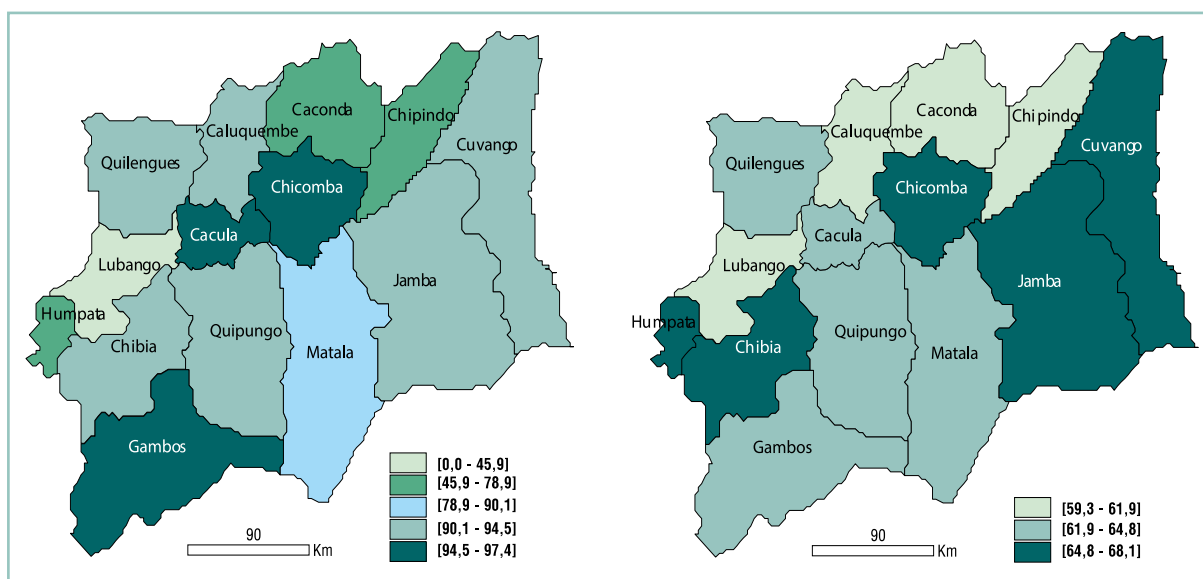 Caconda
Chipindo
Caluquembe
Cuvango
Quilengues
Chicomba
Cacula
Lubango
Jamba
Humpata
Quipungo
Chibia
Matala
Gambos
[0,0 - 45,9]
[45,9 - 78,9]
[78,9 - 90,1]
[90,1 - 94,5]
[94,5 - 97,4]
90
Km
Caconda
Chipindo
Caluquembe
Cuvango
Quilengues
Chicomba
Cacula
Lubango
Jamba
Humpata
Quipungo
Chibia
Matala
Gambos
[59,3 - 61,9]
[61,9 - 64,8]
[64,8 - 68,1]
90
Km